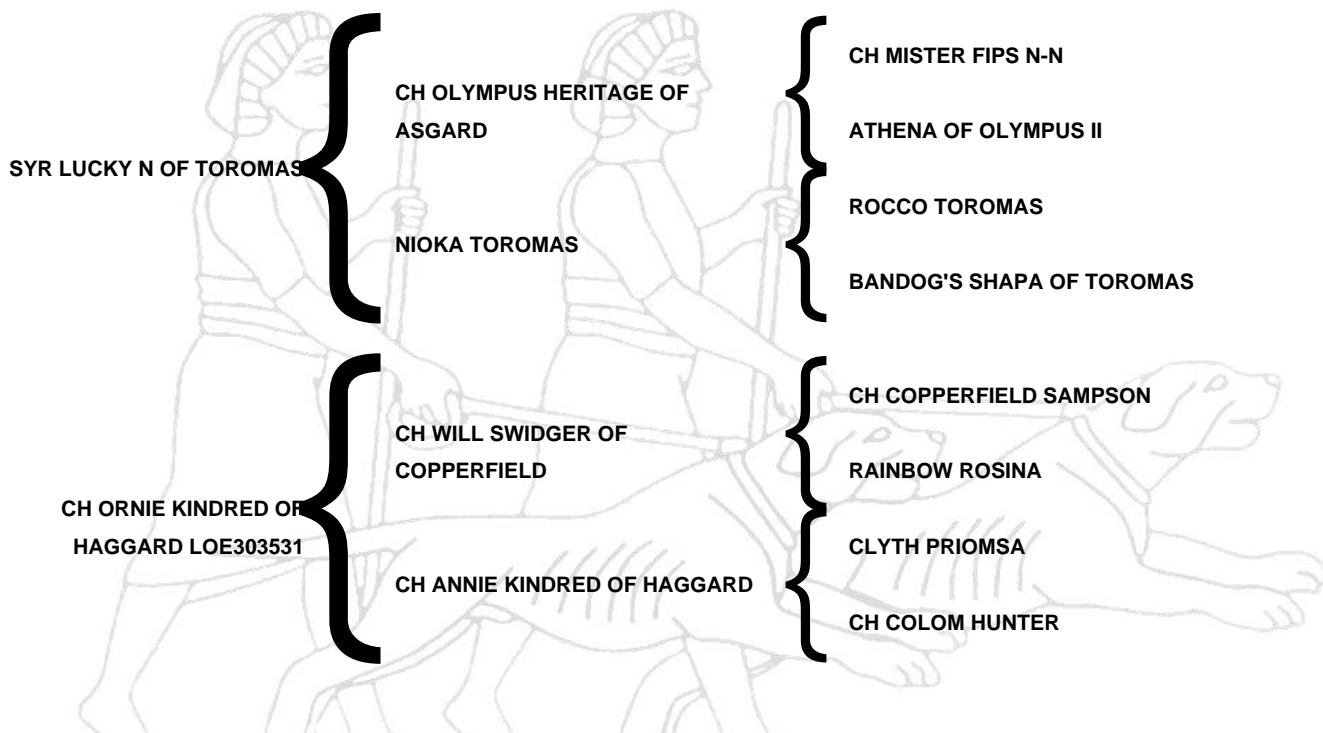 SYR LUCKY N OF TOROMAS
CH OLYMPUS HERITAGE OF
ASGARD
NIOKA TOROMAS
CH MISTER FIPS N-N
ATHENA OF OLYMPUS II
ROCCO TOROMAS
BANDOG'S SHAPA OF TOROMAS
CH ORNIE KINDRED OF
HAGGARD LOE303531
CH WILL SWIDGER OF
COPPERFIELD
CH ANNIE KINDRED OF HAGGARD
CH COPPERFIELD SAMPSON
RAINBOW ROSINA
CLYTH PRIOMSA
CH COLOM HUNTER